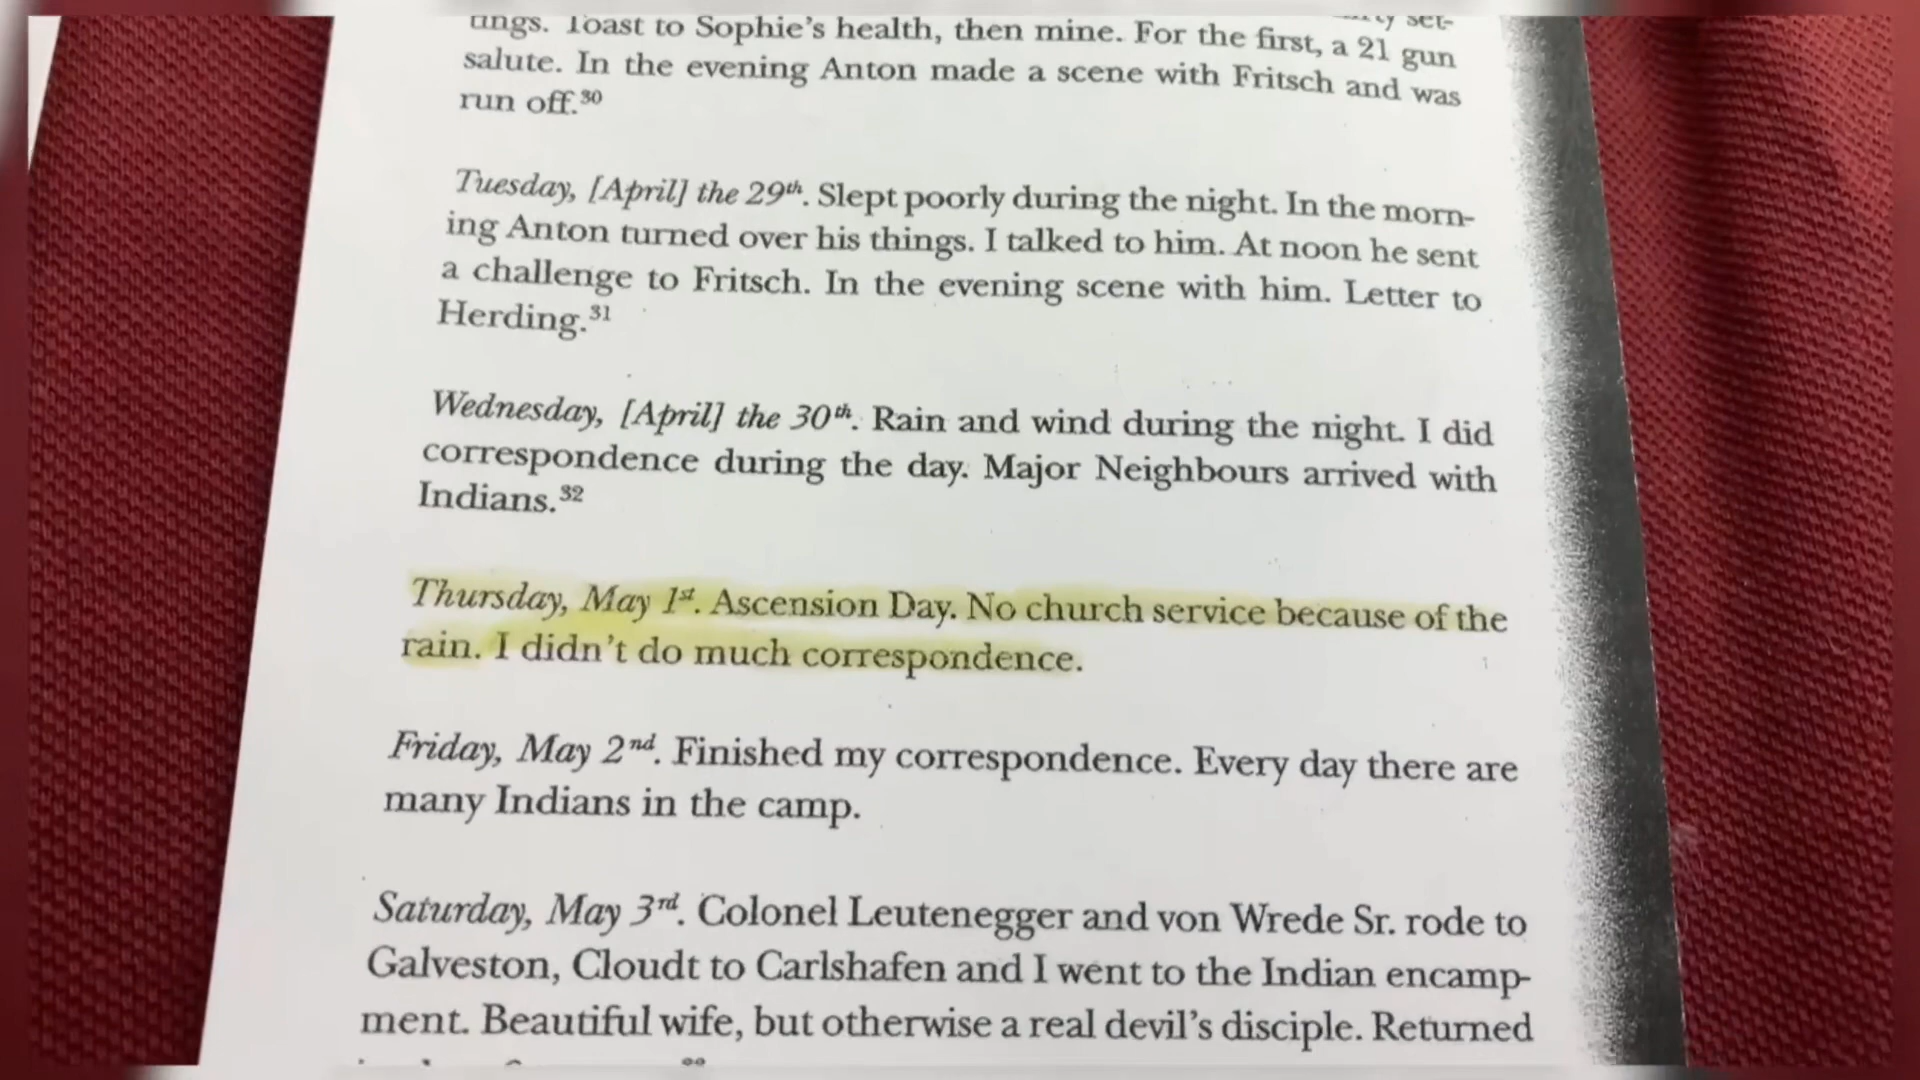 tings. Toast to Sophie's health, then mine. For the first, a 21 gun
salute. In the evening Anton made a scene with Fritsch and was
run off.30
Tuesday, [April] the 29th. Slept poorly during the night. In the morn-
ing Anton turned over his things. I talked to him. At noon he sent
a challenge to Fritsch. In the evening scene with him. Letter to
Herding.31
Wednesday, [April] the 30th. Rain and wind during the night. I did
correspondence during the day. Major Neighbours arrived with
Indians.32
Thursday, May 1st. Ascension Day. No church service because of the
rain. I didn't do much correspondence.
Friday, May 2nd. Finished my correspondence. Every day there are
many Indians in the camp.
Saturday, May 3rd. Colonel Leutenegger and von Wrede Sr. rode to
Galveston, Cloudt to Carlshafen and I went to the Indian encamp-
ment. Beautiful wife, but otherwise a real devil's disciple. Returned